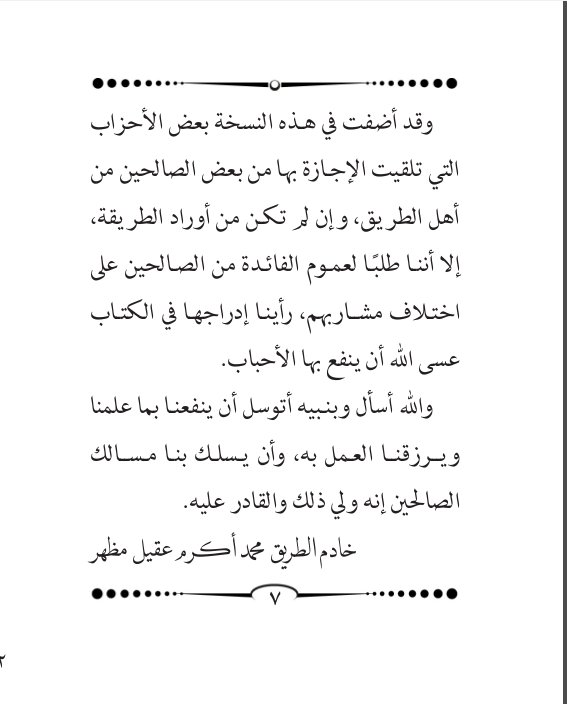 وقد أضفت في هذه النسخة بعض الأحزاب
التي تلقيت الإجازة بها من بعض الصالحين من
أهل الطريق، وإن لم تكن من أوراد الطريقة،
إلا أننا طلبًا لعموم الفائدة من الصالحين على
اختلاف مشاربهم، رأينا إدراجها في الكتاب
عسى الله أن ينفع بها الأحباب.
والله أسأل وبنبيه أتوسل أن ينفعنا بما علمنا
ويرزقنا العمل به، وأن يسلك بنا مسالك
الصالحين إنه ولي ذلك والقادر عليه.
خادم الطريق محمد أكرم عقيل مظهر
٧
٢